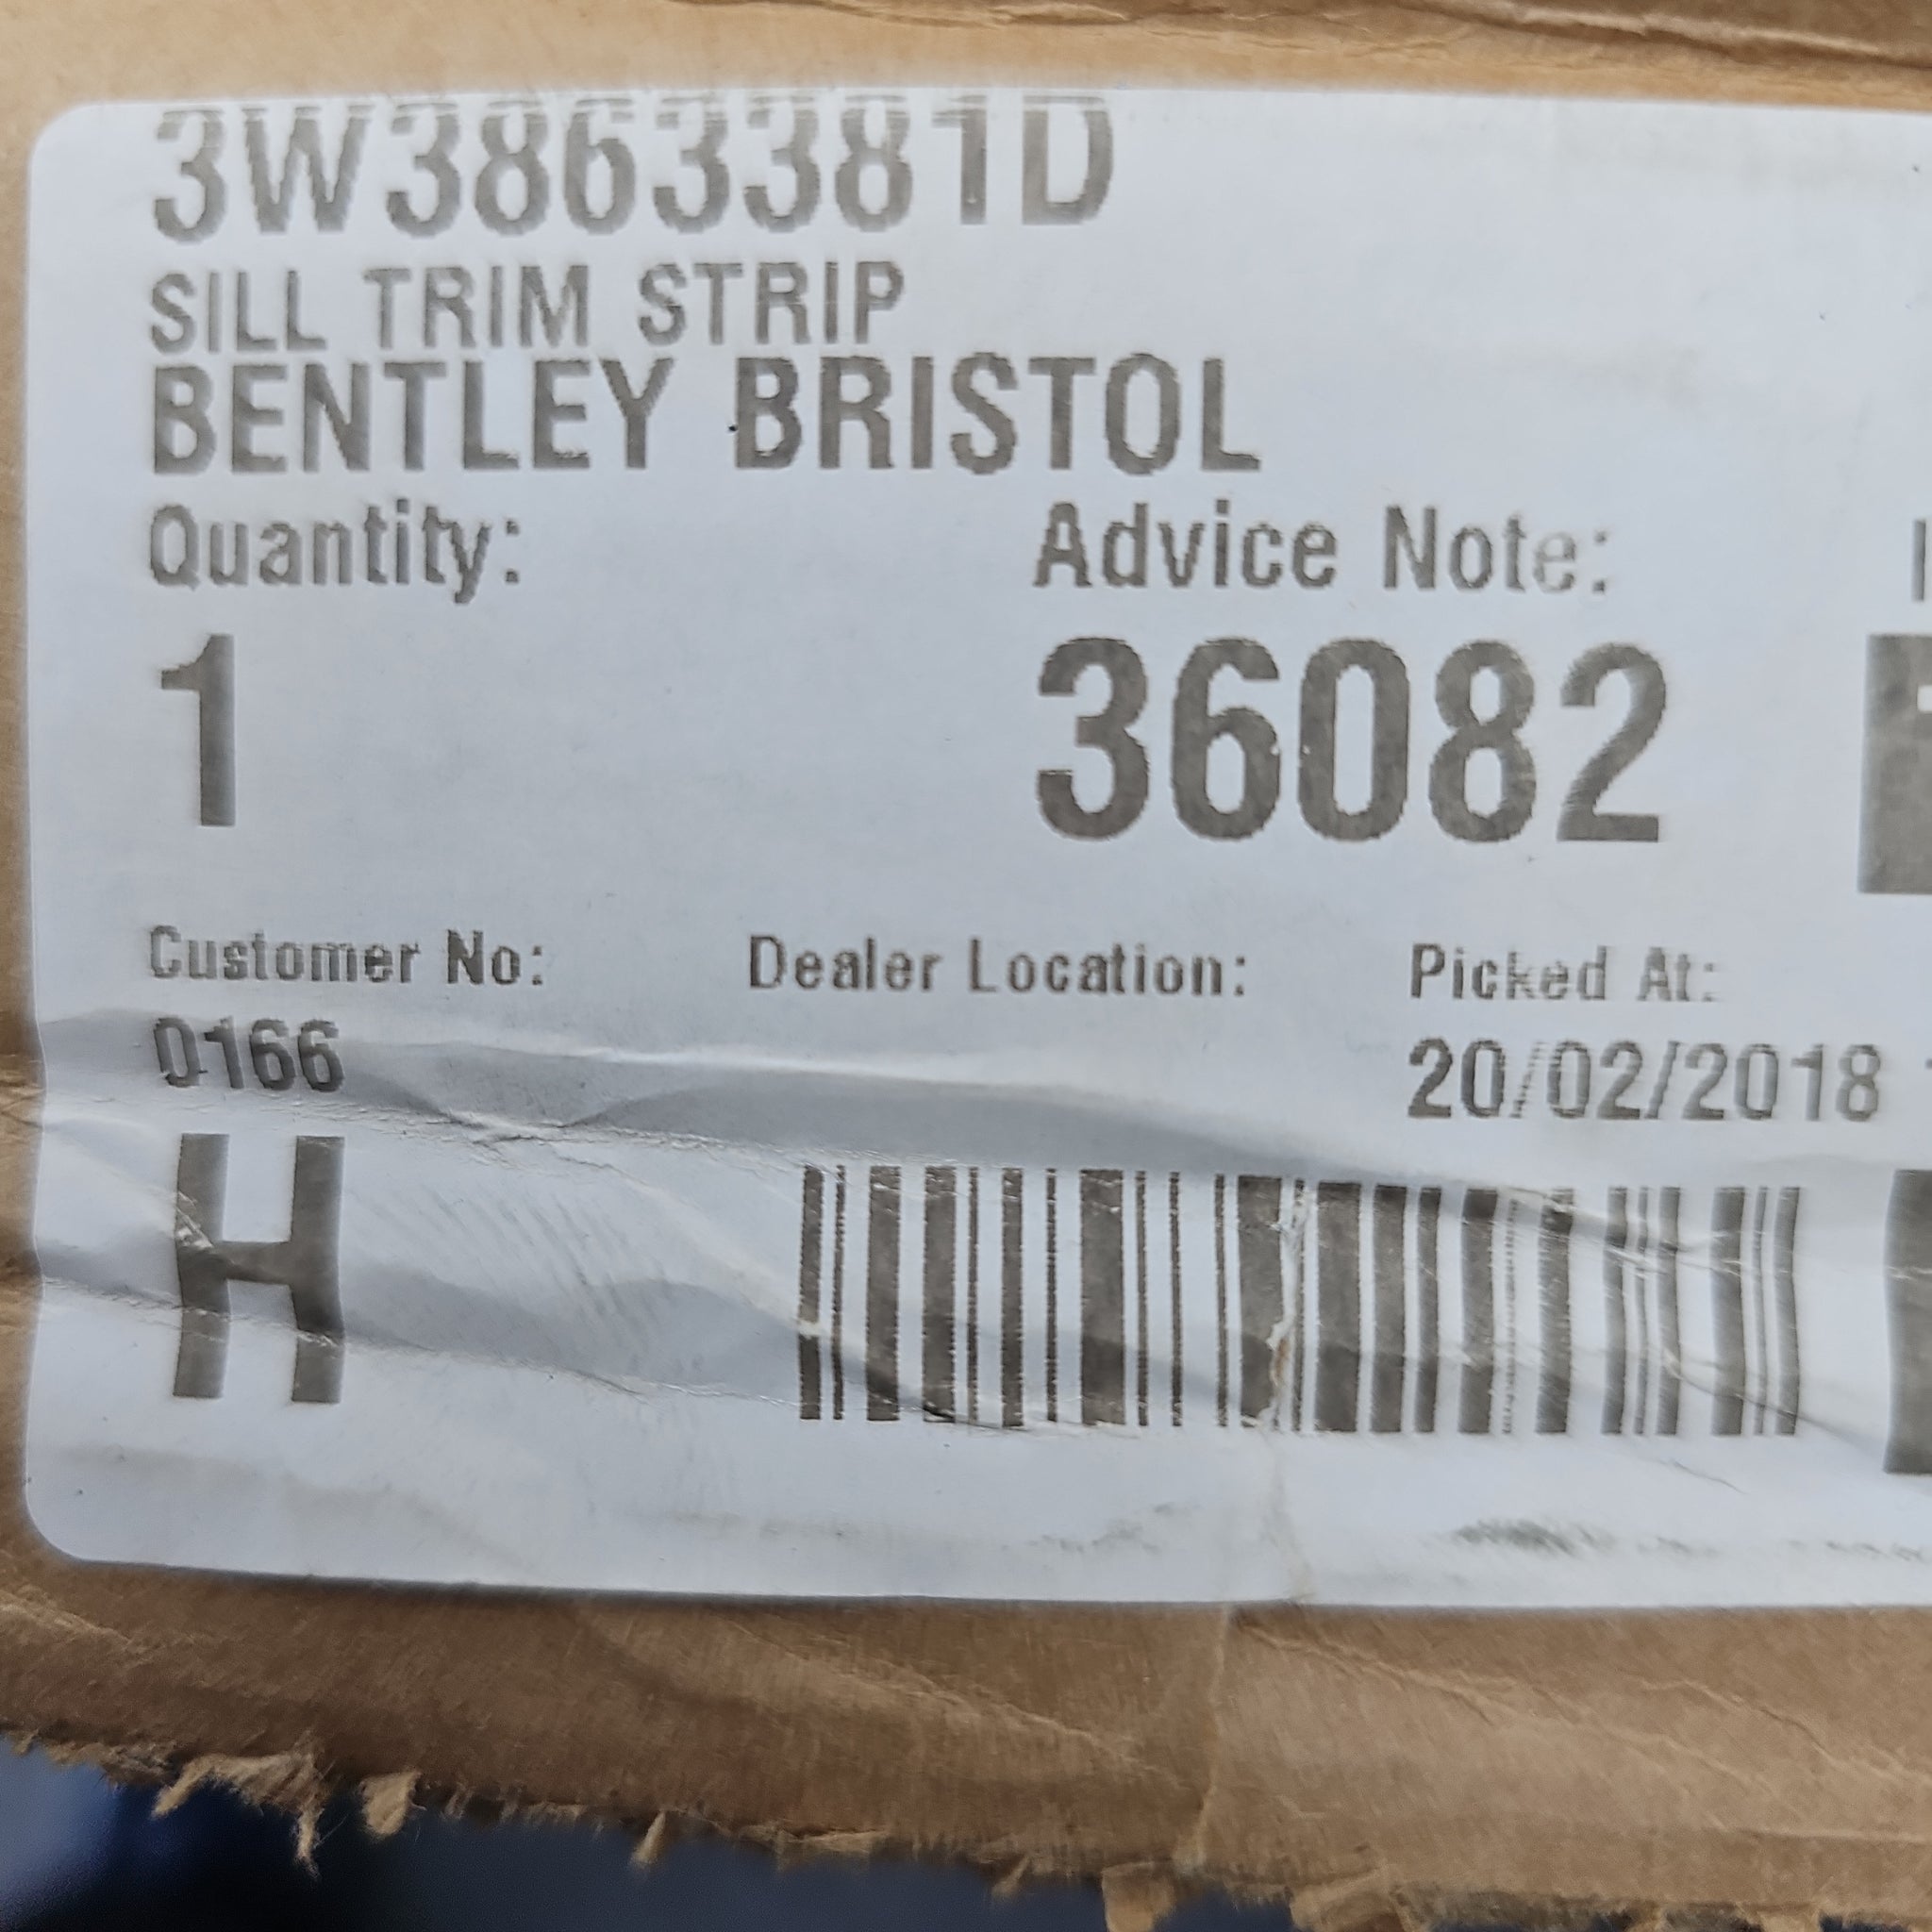 3W3863381D
SILL TRIM STRIP
BENTLEY BRISTOL
Quantity: Advice Note:
1 36082
Customer No: Dealer Location: Picked At:
0166 20/02/2018
H